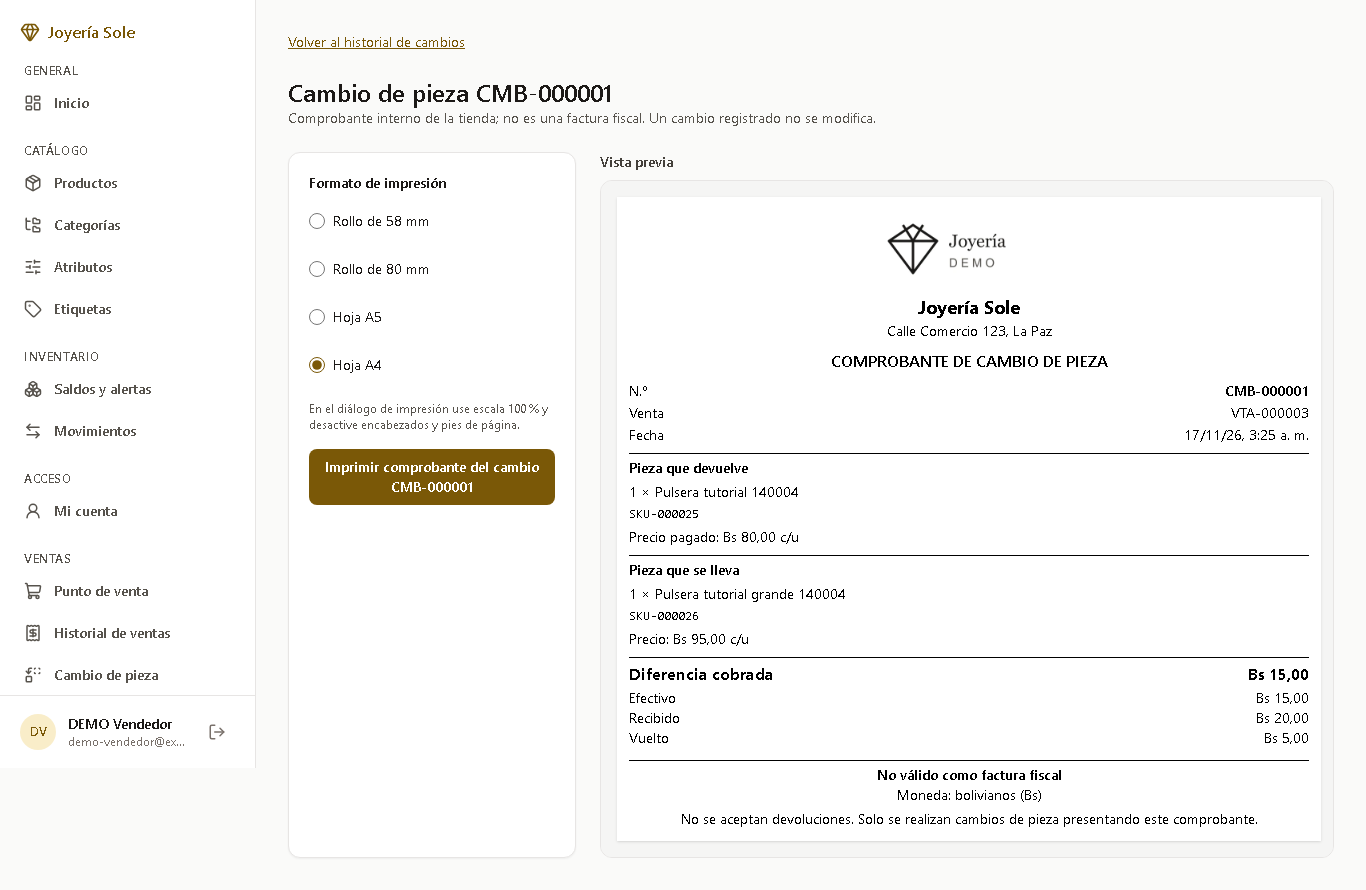 Joyería Sole
GENERAL
Inicio
CATÁLOGO
Productos
Categorías
Atributos
Etiquetas
INVENTARIO
Saldos y alertas
Movimientos
ACCESO
Mi cuenta
VENTAS
Punto de venta
Historial de ventas
Cambio de pieza
DV
DEMO Vendedor
demo-vendedor@ex...
Volver al historial de cambios
Cambio de pieza CMB-000001
Comprobante interno de la tienda; no es una factura fiscal. Un cambio registrado no se modifica.
Formato de impresión
Rollo de 58 mm
Rollo de 80 mm
Hoja A5
Hoja A4
En el diálogo de impresión use escala 100 % y
desactive encabezados y pies de página.
Imprimir comprobante del cambio
CMB-000001
Vista previa
Joyería
DEMO
Joyería Sole
Calle Comercio 123, La Paz
COMPROBANTE DE CAMBIO DE PIEZA
N.º CMB-000001
Venta VTA-000003
Fecha 17/11/26, 3:25 a. m.
Pieza que devuelve
1 × Pulsera tutorial 140004
SKU-000025
Precio pagado: Bs 80,00 c/u
Pieza que se lleva
1 × Pulsera tutorial grande 140004
SKU-000026
Precio: Bs 95,00 c/u
Diferencia cobrada Bs 15,00
Efectivo Bs 15,00
Recibido Bs 20,00
Vuelto Bs 5,00
No válido como factura fiscal
Moneda: bolivianos (Bs)
No se aceptan devoluciones. Solo se realizan cambios de pieza presentando este comprobante.